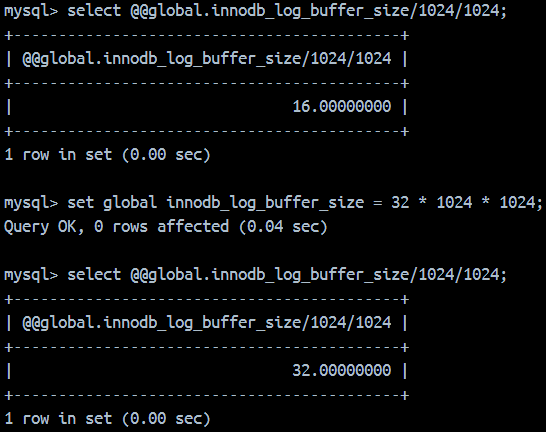 mysql> select @@global.innodb_log_buffer_size/1024/1024;
+-----------------------------------------+
| @@global.innodb_log_buffer_size/1024/1024 |
+-----------------------------------------+
|                               16.00000000 |
+-----------------------------------------+
1 row in set (0.00 sec)

mysql> set global innodb_log_buffer_size = 32 * 1024 * 1024;
Query OK, 0 rows affected (0.04 sec)

mysql> select @@global.innodb_log_buffer_size/1024/1024;
+-----------------------------------------+
| @@global.innodb_log_buffer_size/1024/1024 |
+-----------------------------------------+
|                               32.00000000 |
+-----------------------------------------+
1 row in set (0.00 sec)